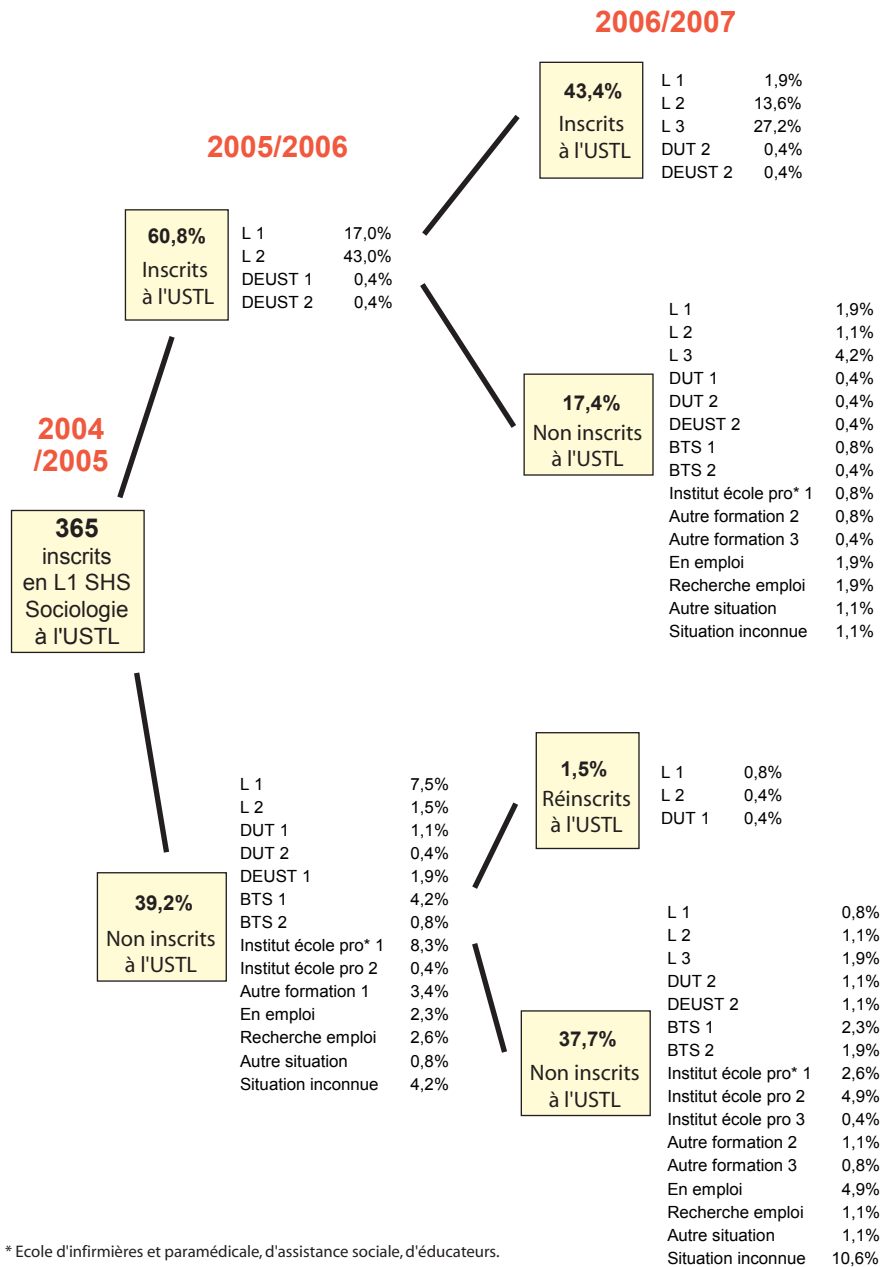 2006/2007
43,4%
Inscrits
à l'USTL
L 1 1,9%
L 2 13,6%
L 3 27,2%
DUT 2 0,4%
DEUST 2 0,4%
2005/2006
60,8%
Inscrits
à l'USTL
L 1 17,0%
L 2 43,0%
DEUST 1 0,4%
DEUST 2 0,4%
17,4%
Non inscrits
à l'USTL
L 1 1,9%
L 2 1,1%
L 3 4,2%
DUT 1 0,4%
DUT 2 0,4%
DEUST 2 0,4%
BTS 1 0,8%
BTS 2 0,4%
Institut école pro* 1 0,8%
Autre formation 2 0,8%
Autre formation 3 0,4%
En emploi 1,9%
Recherche emploi 1,9%
Autre situation 1,1%
Situation inconnue 1,1%
2004
/2005
365
inscrits
en L1 SHS
Sociologie
à l'USTL
39,2%
Non inscrits
à l'USTL
L 1 7,5%
L 2 1,5%
DUT 1 1,1%
DUT 2 0,4%
DEUST 1 1,9%
BTS 1 4,2%
BTS 2 0,8%
Institut école pro* 1 8,3%
Institut école pro 2 0,4%
Autre formation 1 3,4%
En emploi 2,3%
Recherche emploi 2,6%
Autre situation 0,8%
Situation inconnue 4,2%
1,5%
Réinscrits
à l'USTL
L 1 0,8%
L 2 0,4%
DUT 1 0,4%
37,7%
Non inscrits
à l'USTL
L 1 0,8%
L 2 1,1%
L 3 1,9%
DUT 2 1,1%
DEUST 2 1,1%
BTS 1 2,3%
BTS 2 1,9%
Institut école pro* 1 2,6%
Institut école pro 2 4,9%
Institut école pro 3 0,4%
Autre formation 2 1,1%
Autre formation 3 0,8%
En emploi 4,9%
Recherche emploi 1,1%
Autre situation 1,1%
Situation inconnue 10,6%
* Ecole d'infirmières et paramédicale, d'assistance sociale, d'éducateurs.